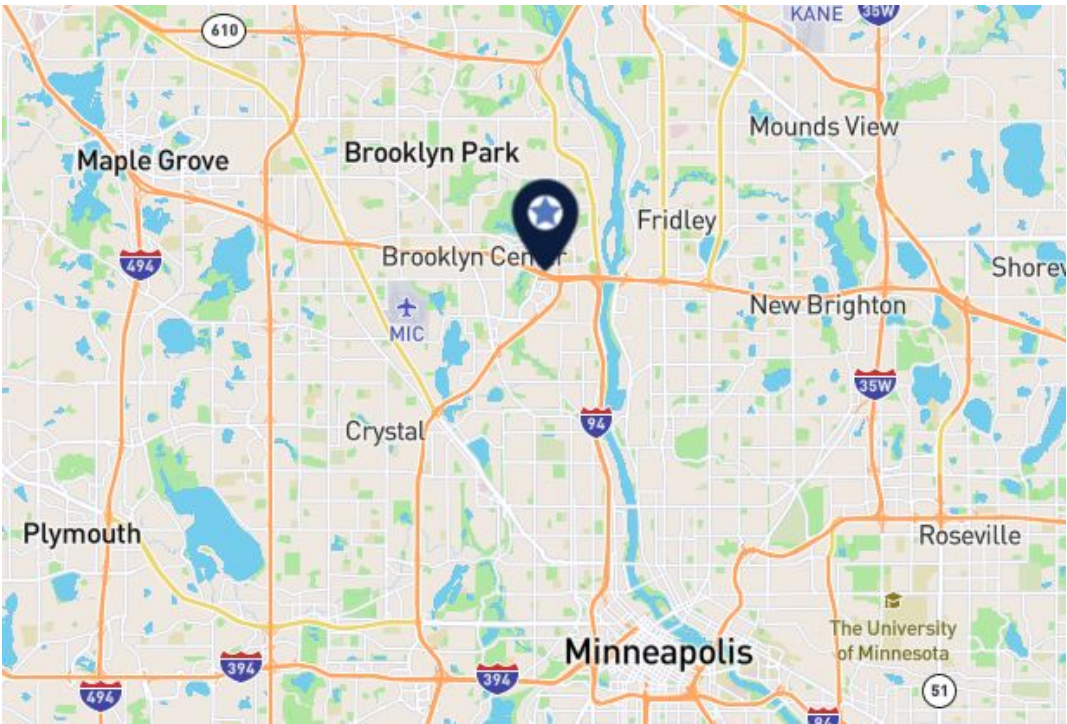 KANE
35W
610
Mounds View
Maple Grove
Brooklyn Park
Fridley
494
Brooklyn Center
Shorev
MIC
New Brighton
35W
94
Crystal
Plymouth
Roseville
The University
of Minnesota
Minneapolis
394
394
494
51
94